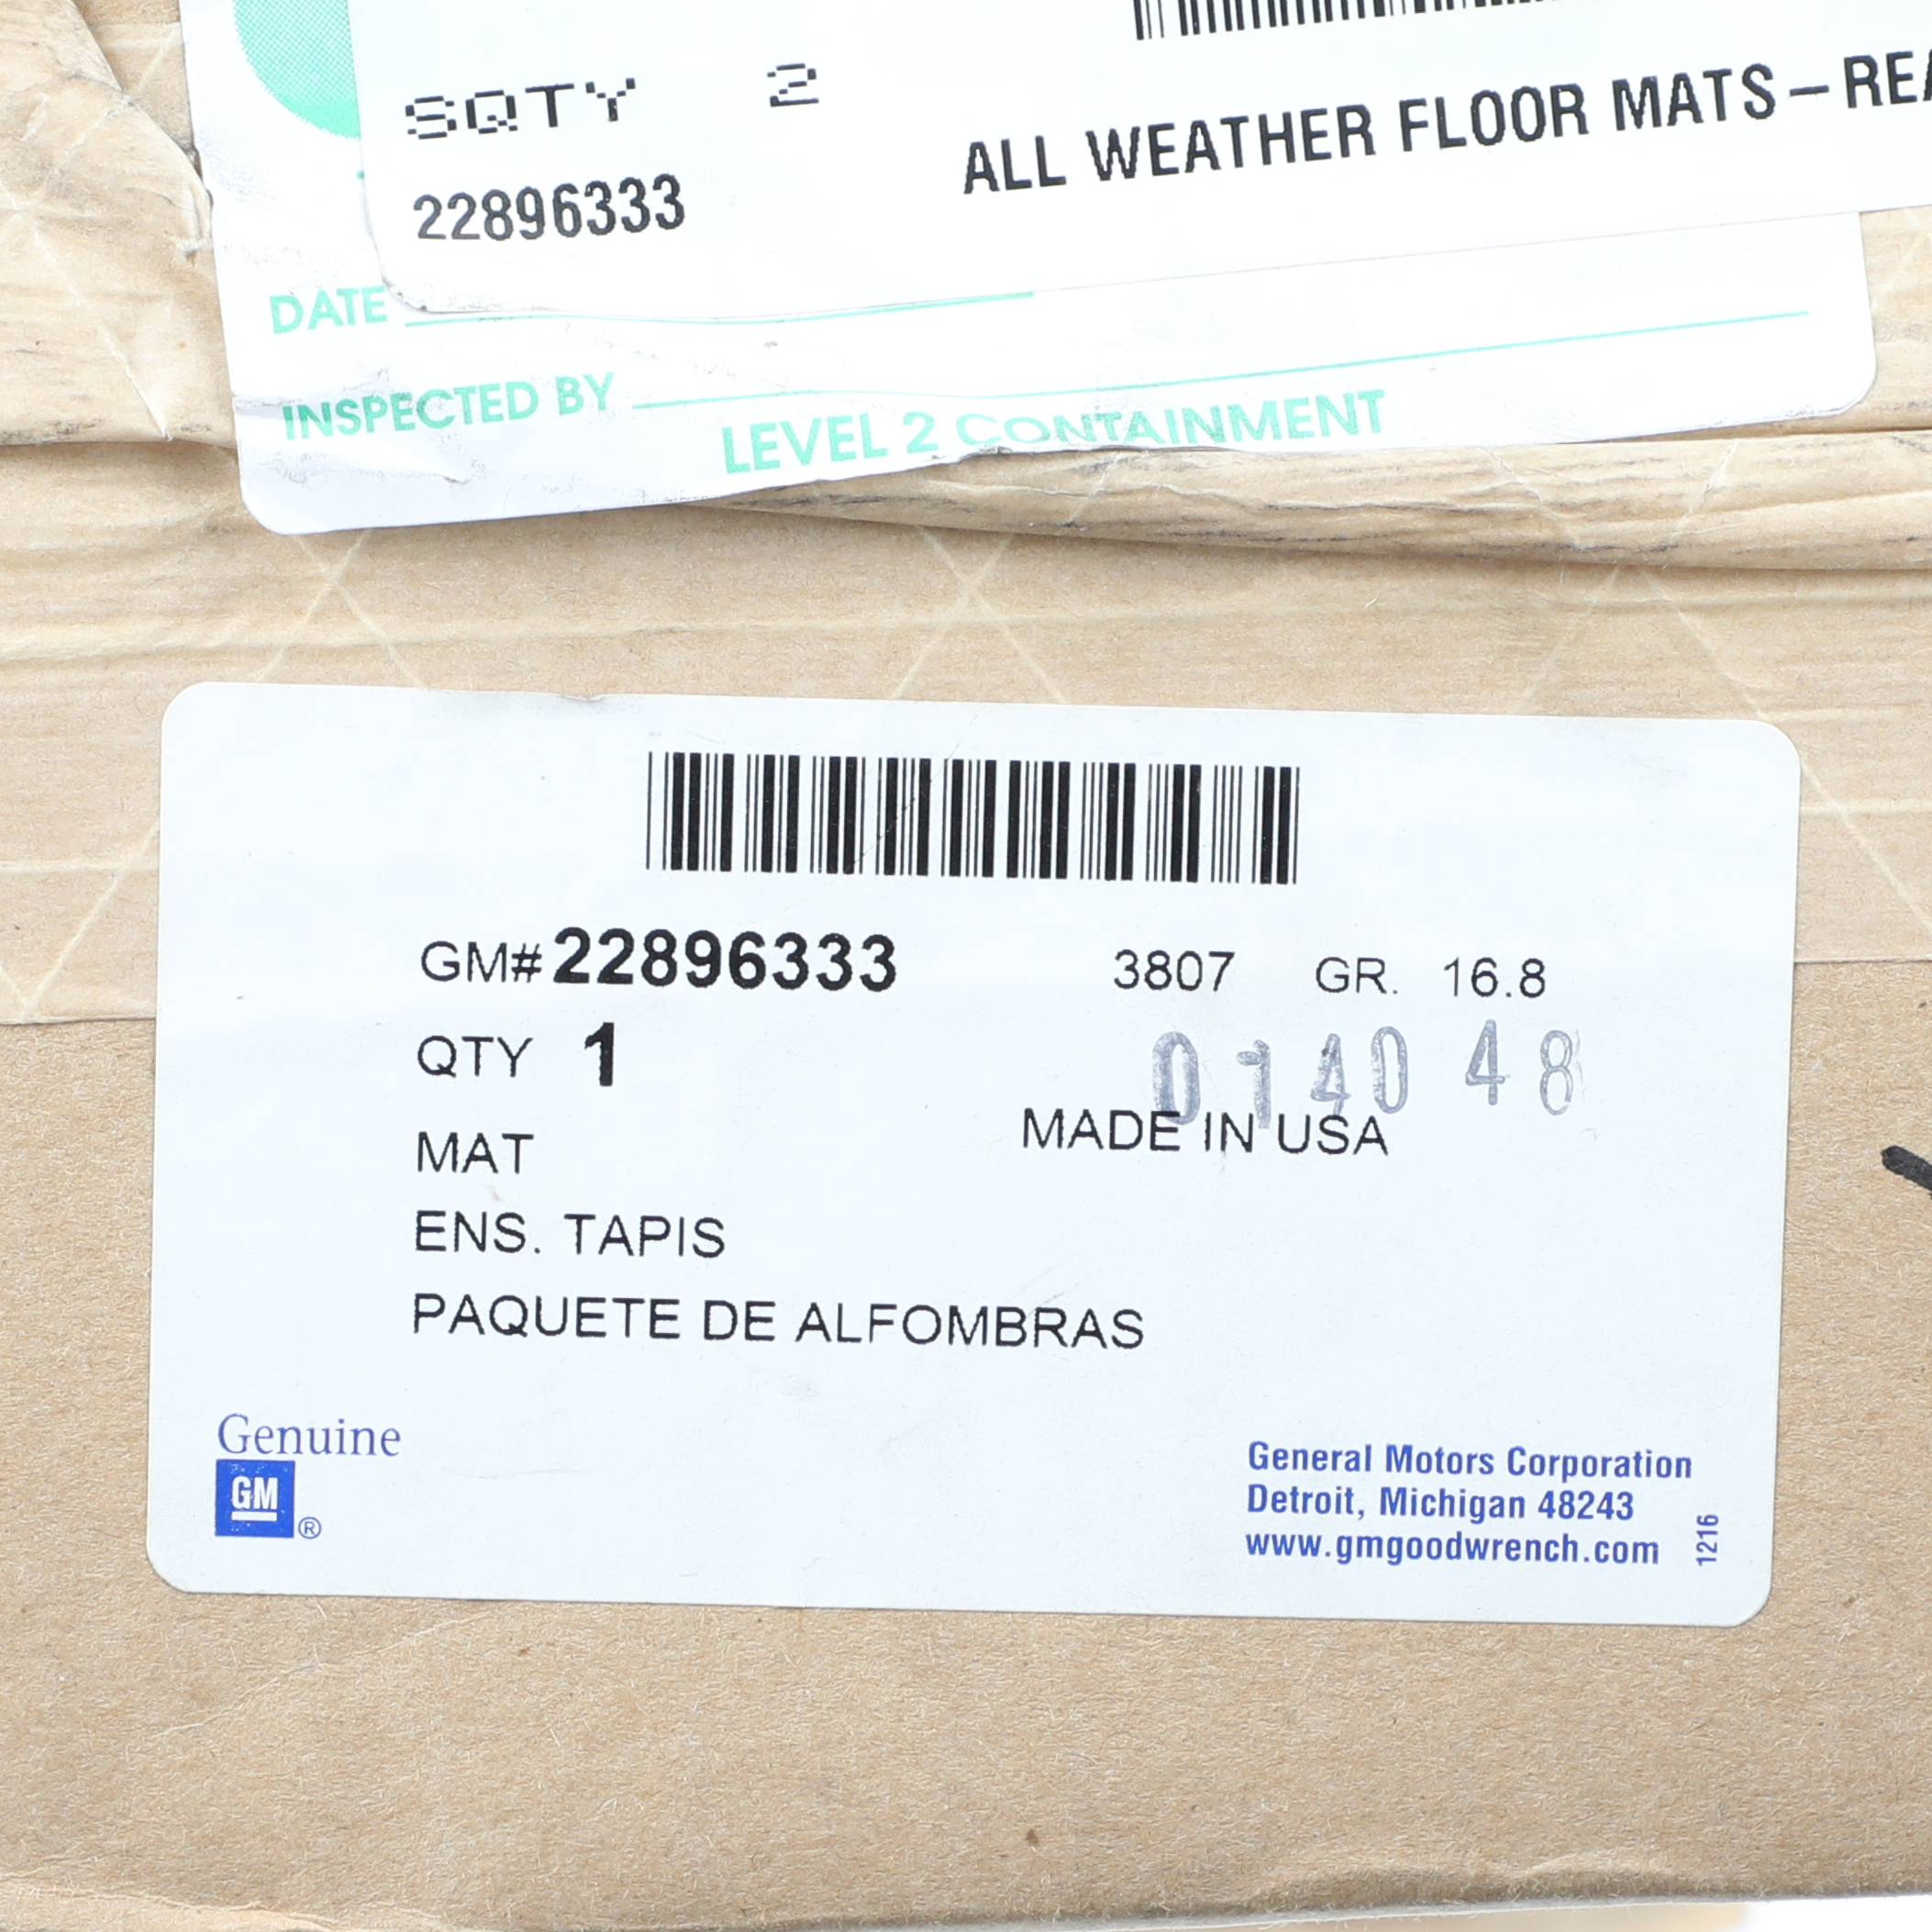 SQTY 2
22896333
ALL WEATHER FLOOR MATS – REA
DATE
INSPECTED BY
LEVEL 2 CONTAINMENT
GM# 22896333 3807 GR. 16.8
QTY 1
014048
MAT
MADE IN USA
ENS. TAPIS
PAQUETE DE ALFOMBRAS
Genuine
GM ®
General Motors Corporation
Detroit, Michigan 48243
www.gmgoodwrench.com
1216